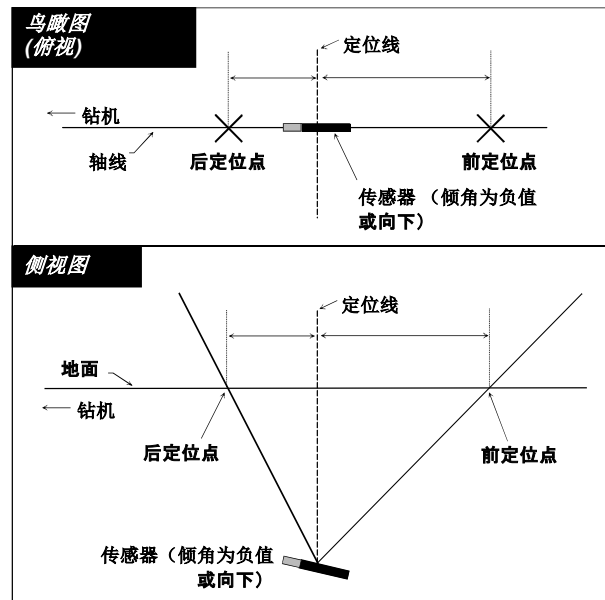 鸟瞰图
(俯视)
定位线
钻机
轴线
后定位点
前定位点
传感器 （倾角为负值
或向下）
侧视图
定位线
地面
钻机
后定位点
前定位点
传感器（倾角为负值
或向下）